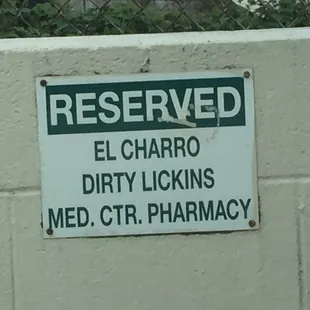 RESERVED
EL CHARRO
DIRTY LICKINS
MED. CTR. PHARMACY